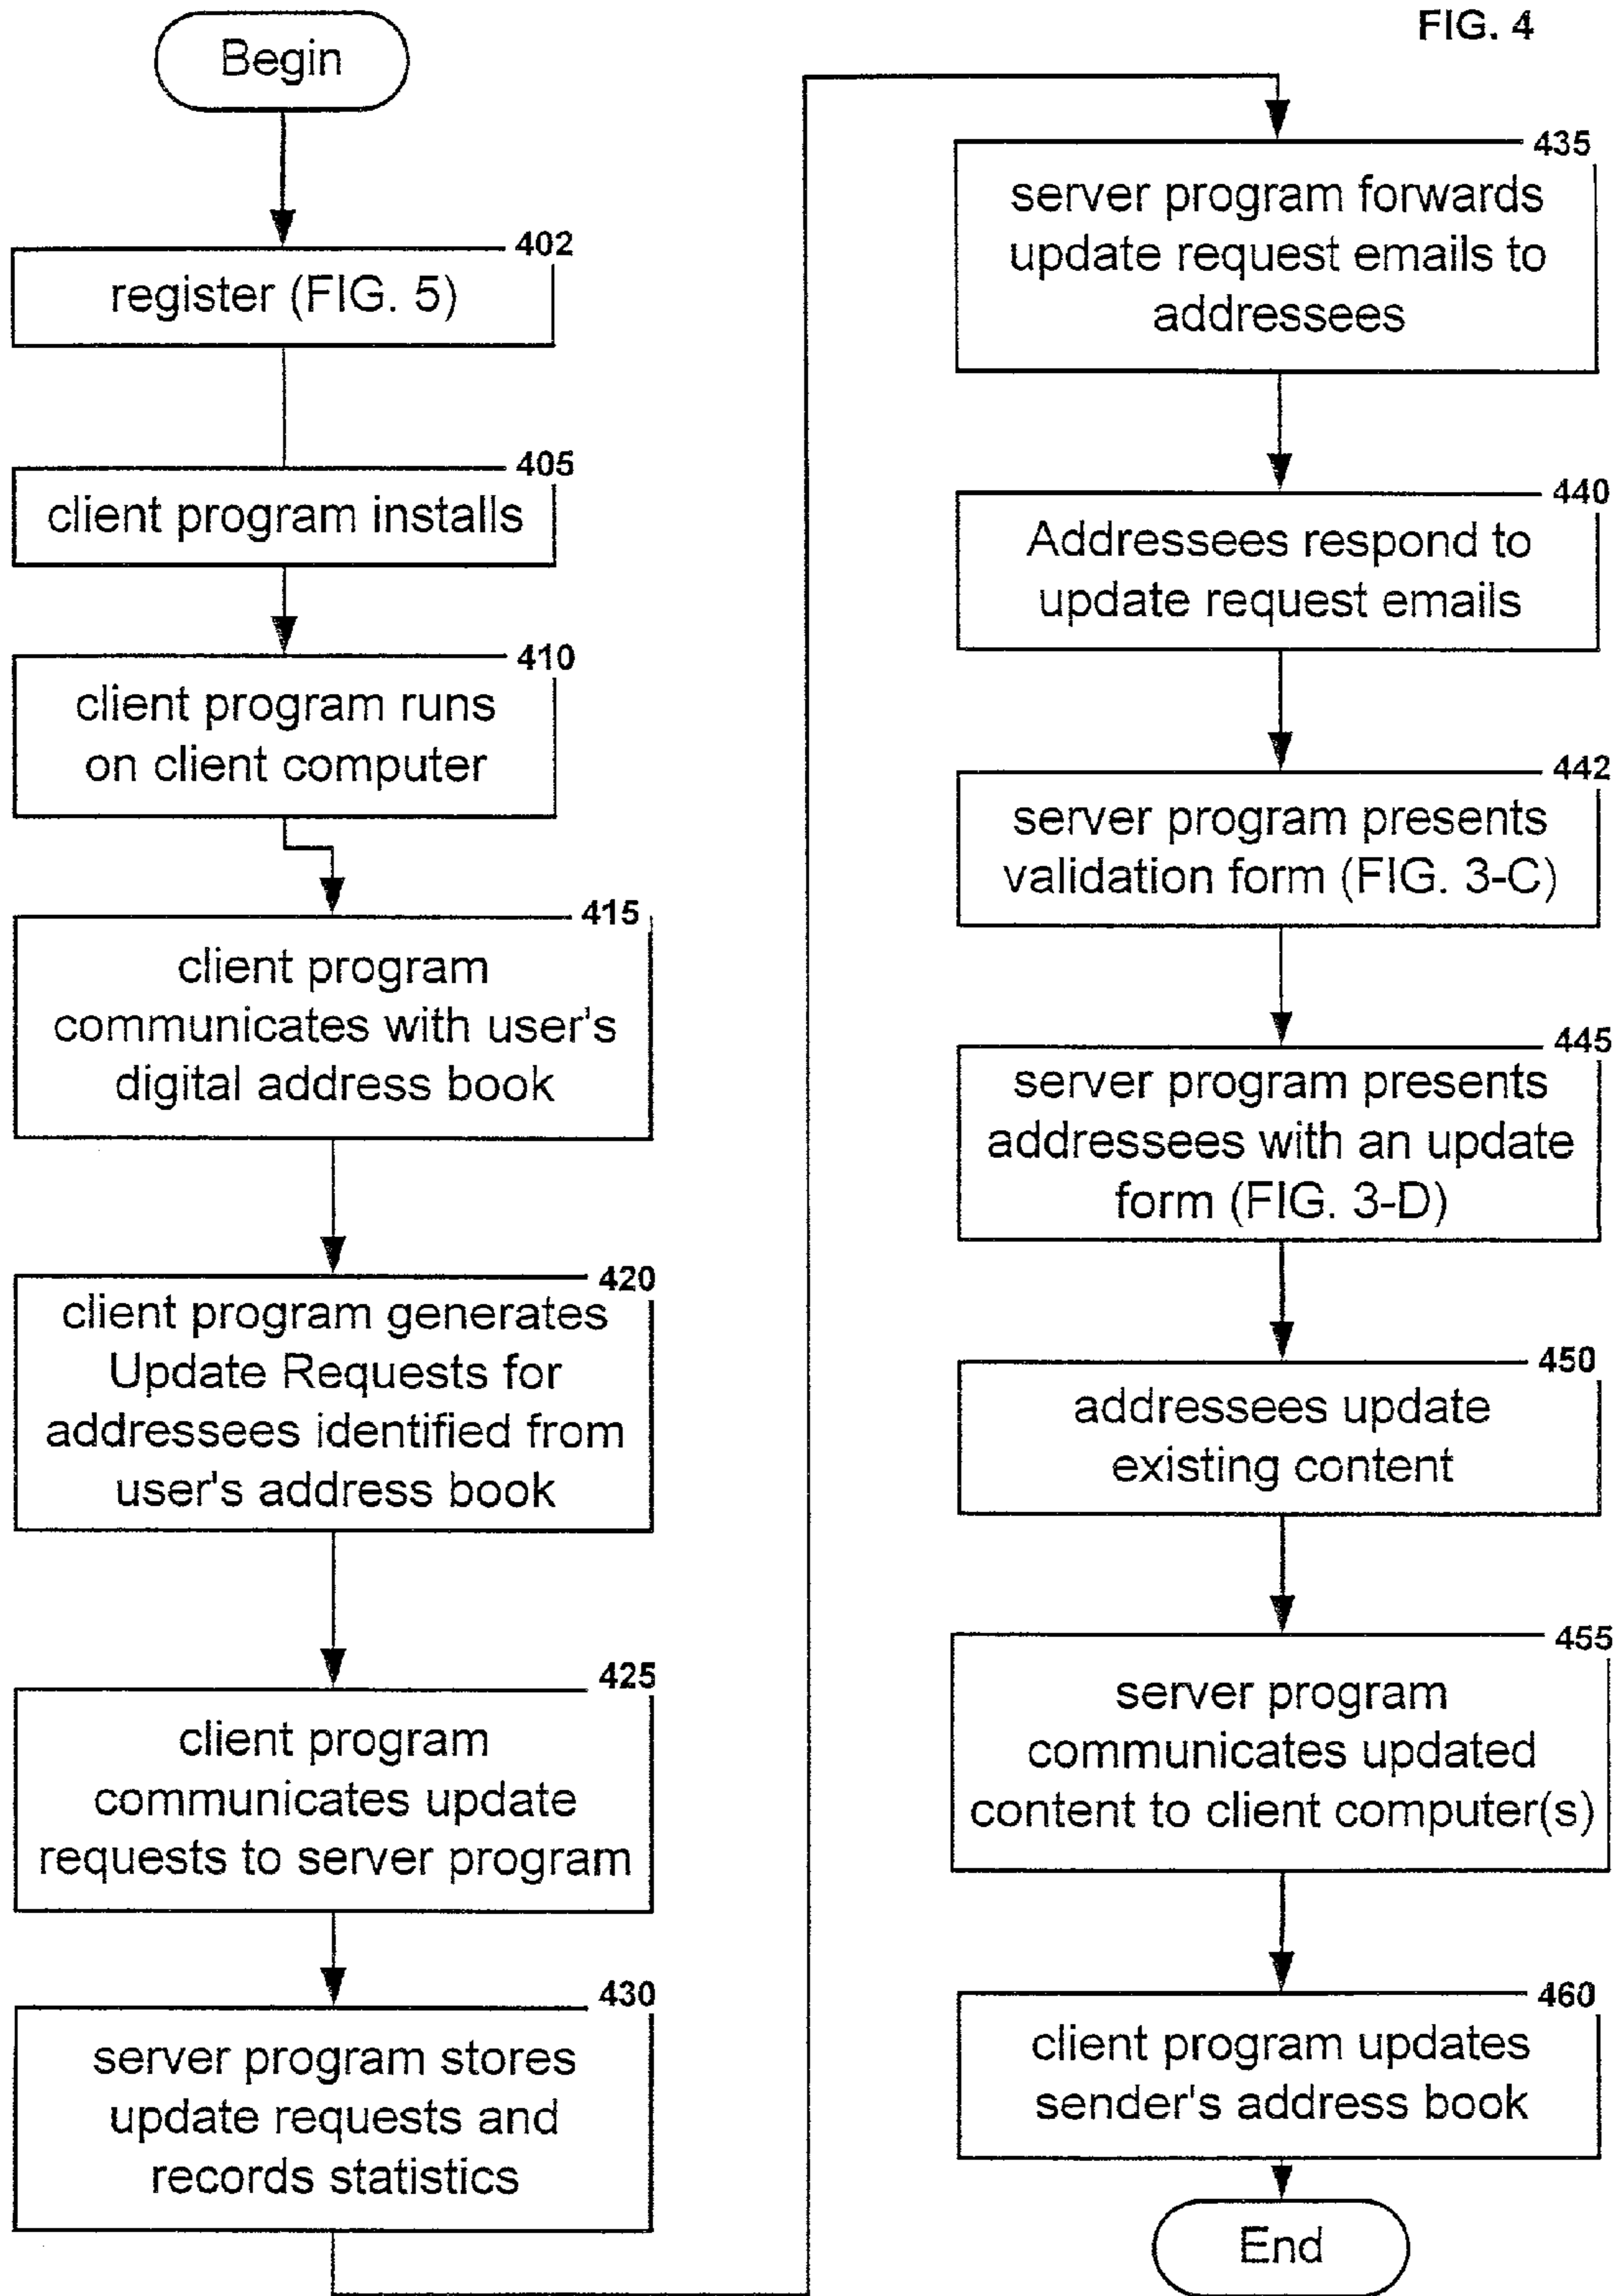 FIG. 4
Begin
402
register (FIG. 5)
405
client program installs
410
client program runs
on client computer
415
client program
communicates with user's
digital address book
420
client program generates
Update Requests for
addressees identified from
user's address book
425
client program
communicates update
requests to server program
430
server program stores
update requests and
records statistics
435
server program forwards
update request emails to
addressees
440
Addressees respond to
update request emails
442
server program presents
validation form (FIG. 3-C)
445
server program presents
addressees with an update
form (FIG. 3-D)
450
addressees update
existing content
455
server program
communicates updated
content to client computer(s)
460
client program updates
sender's address book
End